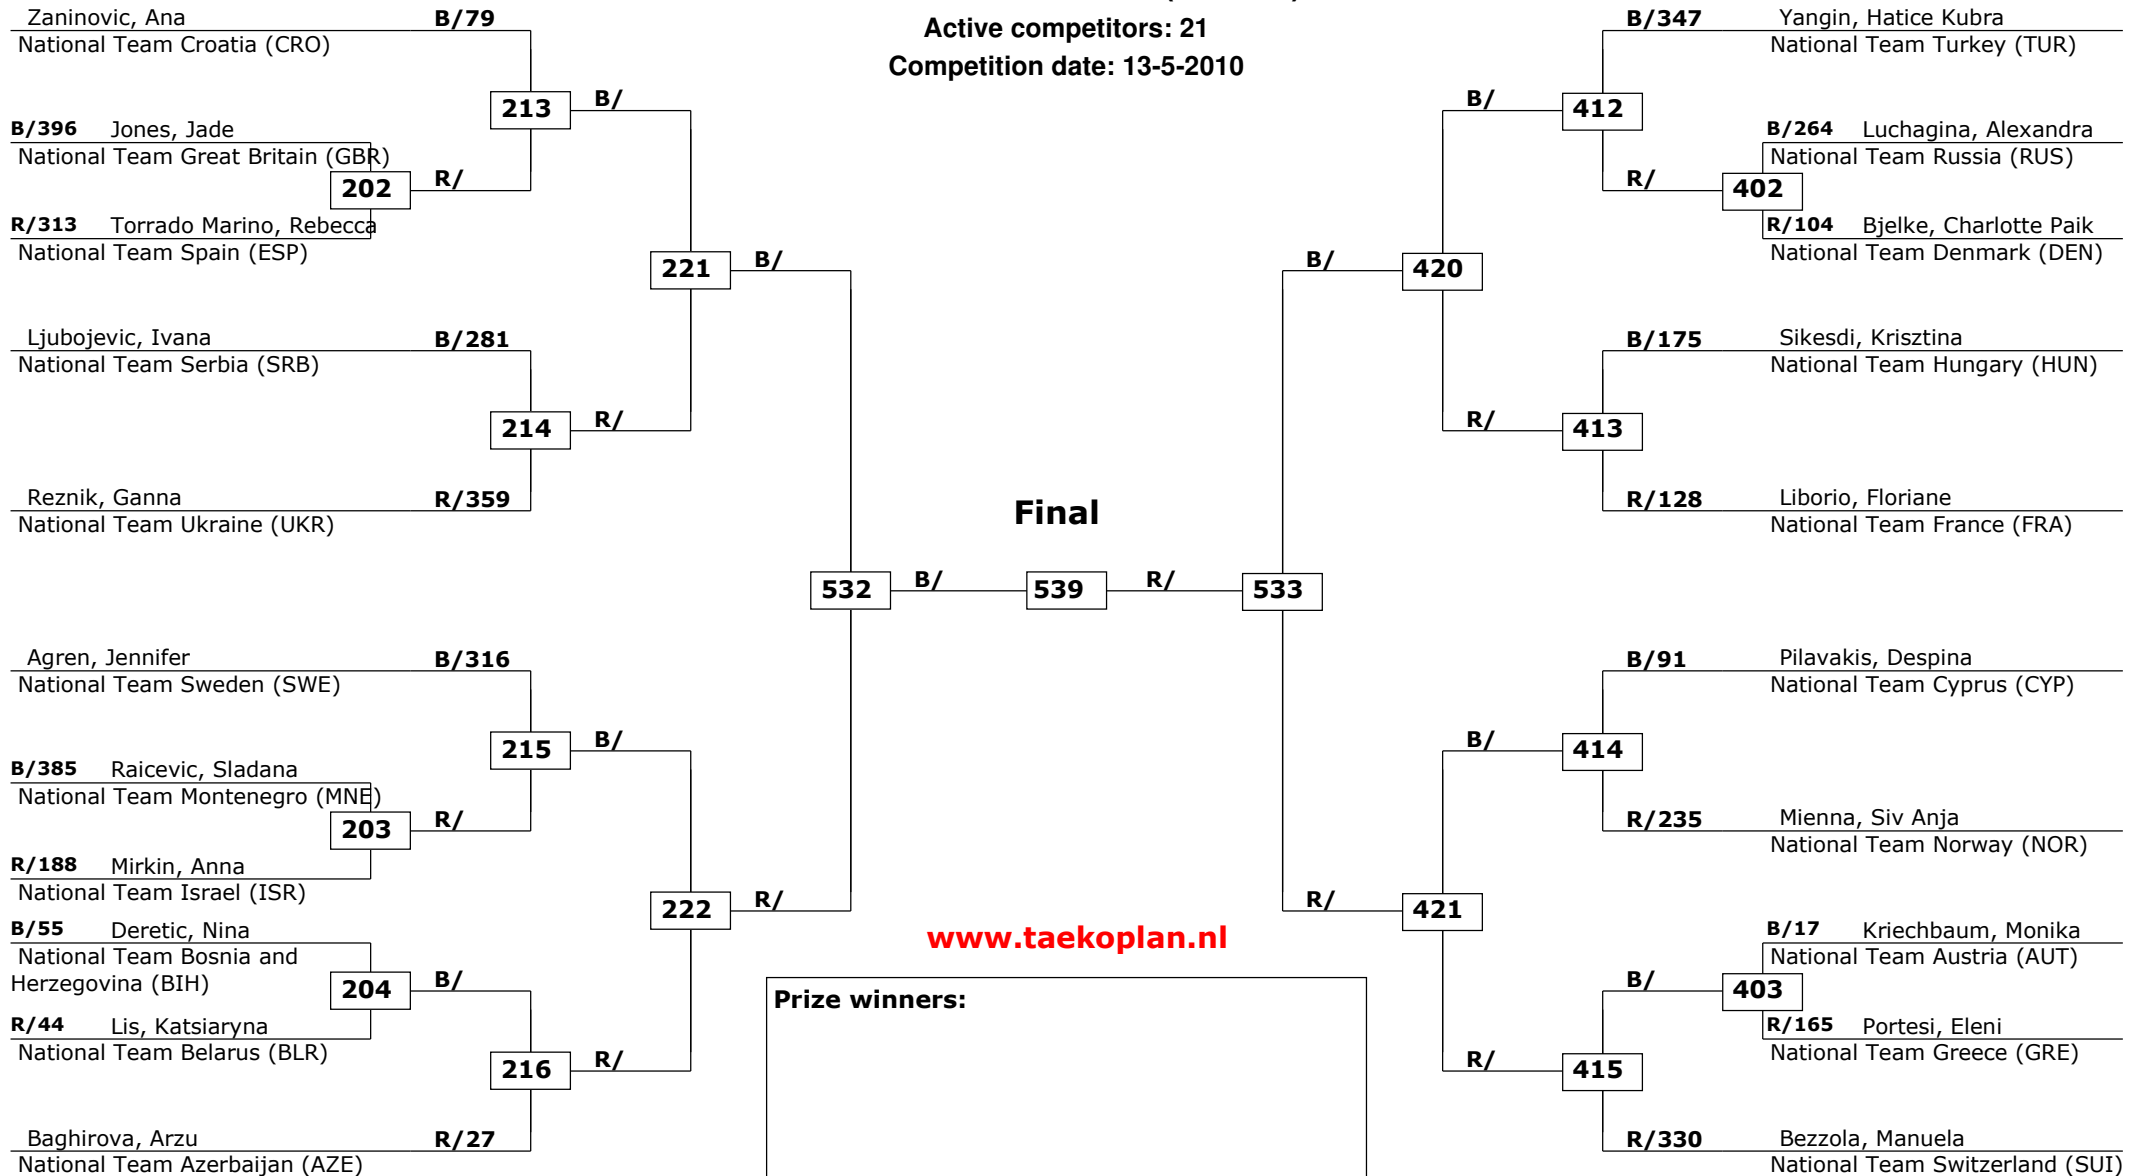 Active competitors: 21
Competition date: 13-5-2010
Zaninovic, Ana B/79
National Team Croatia (CRO)
213 B/
B/396 Jones, Jade
National Team Great Britain (GBR)
202 R/
R/313 Torrado Marino, Rebecca
National Team Spain (ESP)
221 B/
Ljubojevic, Ivana B/281
National Team Serbia (SRB)
214 R/
Reznik, Ganna R/359
National Team Ukraine (UKR)
Agren, Jennifer B/316
National Team Sweden (SWE)
215 B/
B/385 Raicevic, Sladana
National Team Montenegro (MNE)
203 R/
R/188 Mirkin, Anna
National Team Israel (ISR)
222 R/
B/55 Deretic, Nina
National Team Bosnia and
Herzegovina (BIH)
204 B/
R/44 Lis, Katsiaryna
National Team Belarus (BLR)
216 R/
Baghirova, Arzu R/27
National Team Azerbaijan (AZE)
Final
532 B/ 539 R/ 533
B/347 Yangin, Hatice Kubra
National Team Turkey (TUR)
B/ 412
B/264 Luchagina, Alexandra
National Team Russia (RUS)
R/ 402
R/104 Bjelke, Charlotte Paik
National Team Denmark (DEN)
B/ 420
B/175 Sikesdi, Krisztina
National Team Hungary (HUN)
R/ 413
R/128 Liborio, Floriane
National Team France (FRA)
B/91 Pilavakis, Despina
National Team Cyprus (CYP)
B/ 414
R/235 Mienna, Siv Anja
National Team Norway (NOR)
R/ 421
B/17 Kriechbaum, Monika
National Team Austria (AUT)
B/ 403
R/165 Portesi, Eleni
National Team Greece (GRE)
R/ 415
R/330 Bezzola, Manuela
National Team Switzerland (SUI)
www.taekoplan.nl
Prize winners: